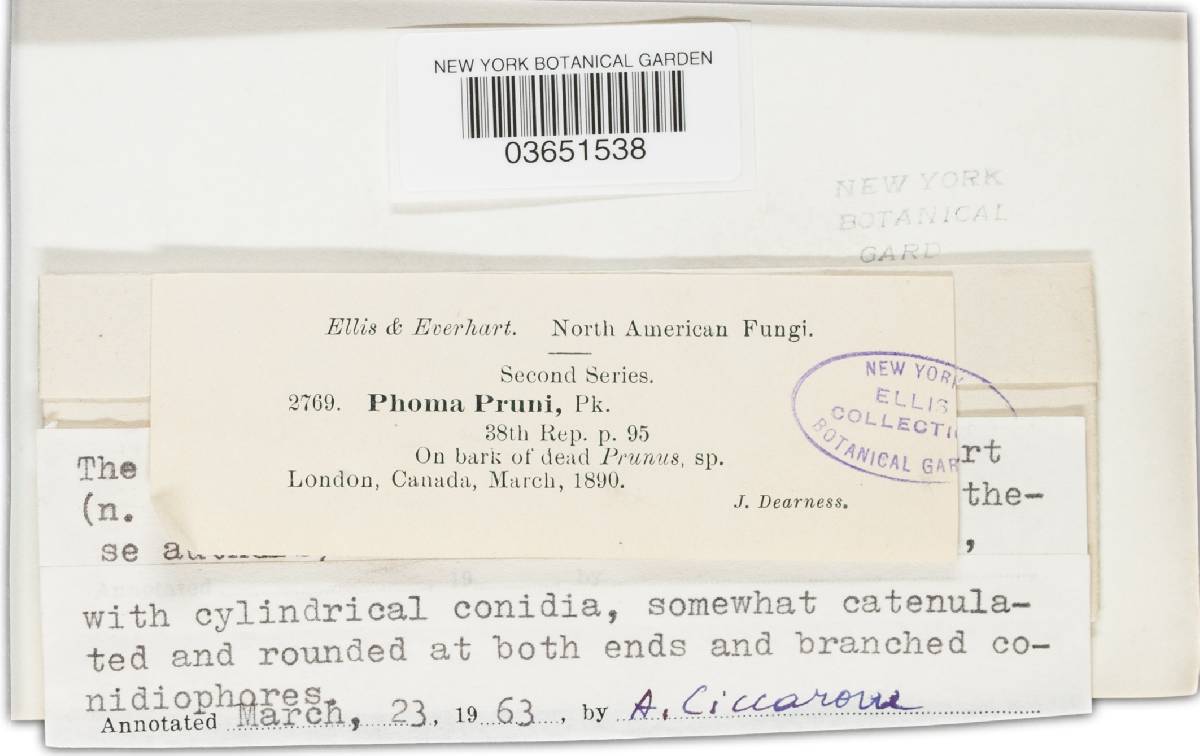 NEW YORK BOTANICAL GARDEN
03651538
NEW YORK
BOTANICAL
GARD
Ellis & Everhart. North American Fungi.
Second Series.
2769. Phoma Pruni, Pk.
38th Rep. p. 95
On bark of dead Prunus, sp.
London, Canada, March, 1890.
J. Dearness.
NEW YORK
ELLIS
COLLECTI
BOTANICAL GAR
The rt
(n. the-
se ,
Annotated , 19 , by
with cylindrical conidia, somewhat catenula-
ted and rounded at both ends and branched co-
nidiophores.
Annotated March, 23, 1963, by A. Ciccarone